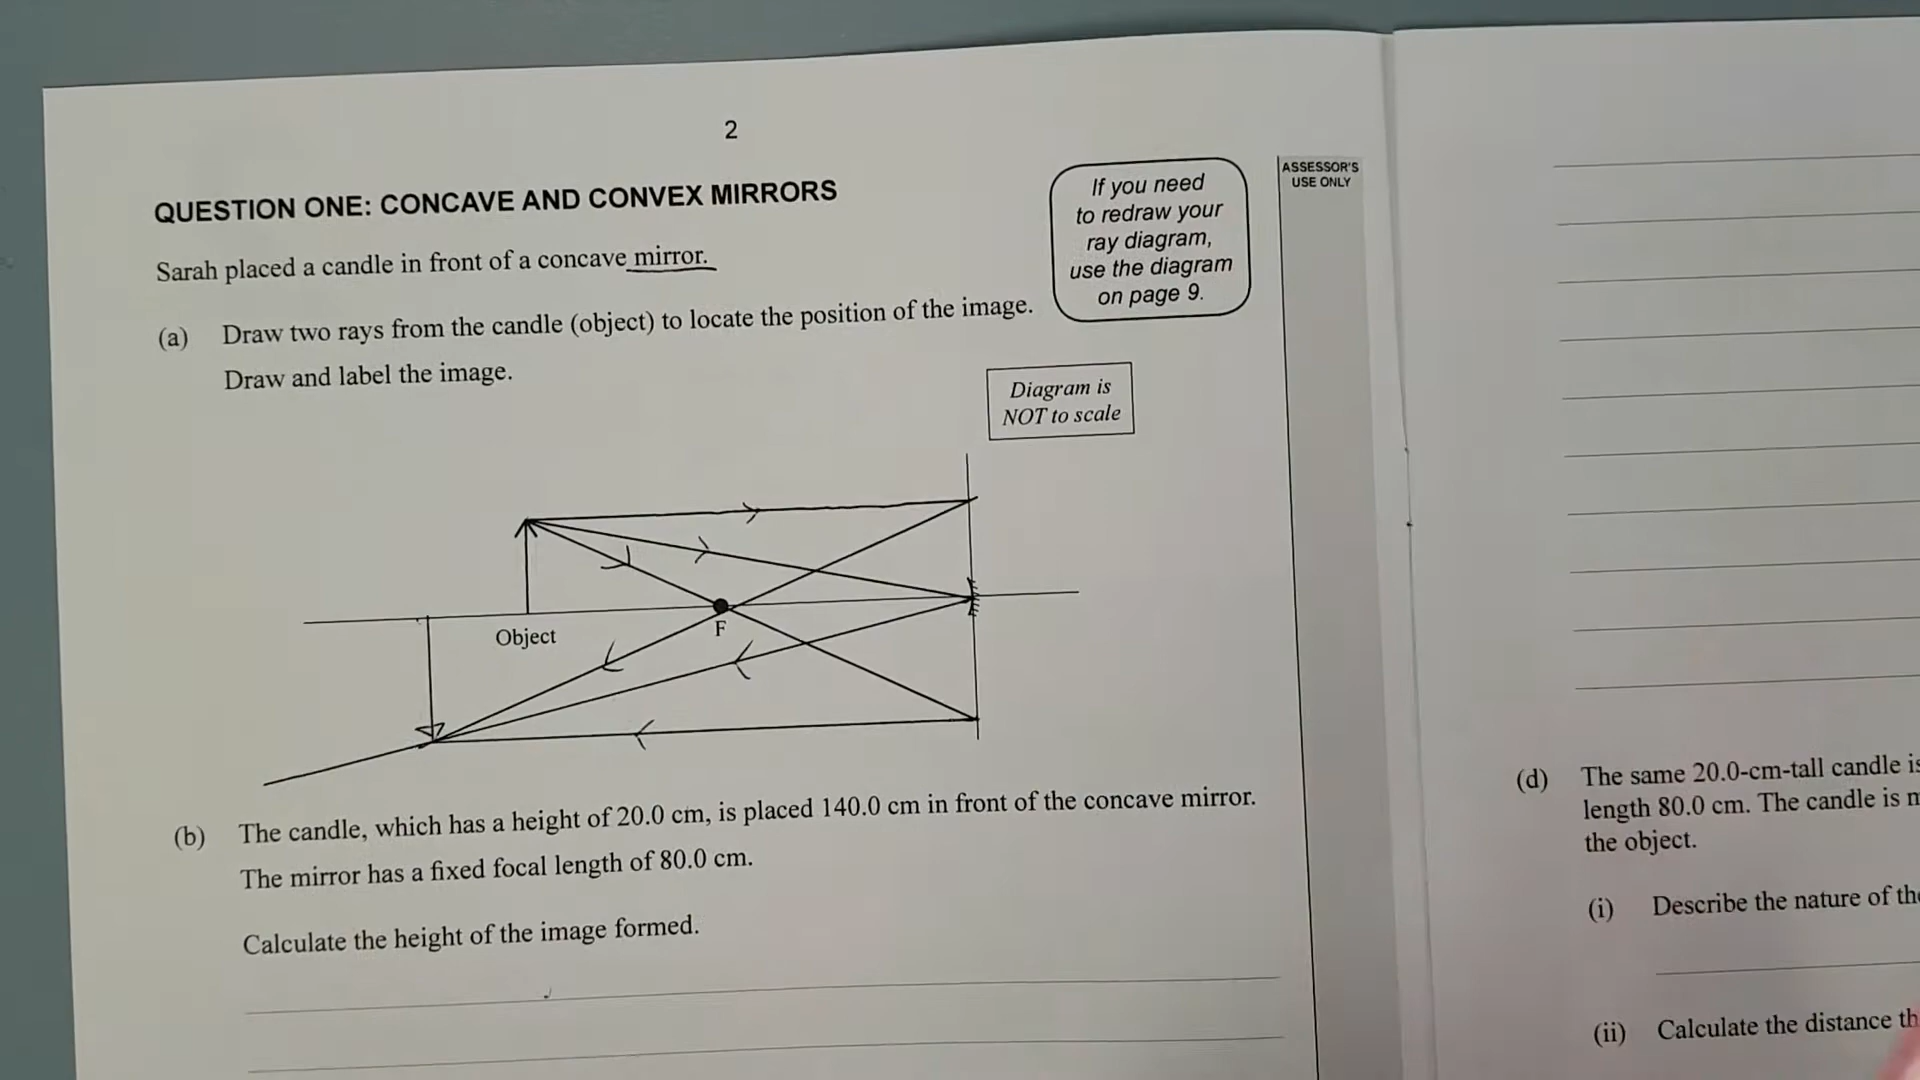 2
QUESTION ONE: CONCAVE AND CONVEX MIRRORS
If you need
to redraw your
ray diagram,
use the diagram
on page 9.
ASSESSOR'S
USE ONLY
Sarah placed a candle in front of a concave mirror.
(a) Draw two rays from the candle (object) to locate the position of the image.
Draw and label the image.
Diagram is
NOT to scale
Object
F
(b) The candle, which has a height of 20.0 cm, is placed 140.0 cm in front of the concave mirror.
The mirror has a fixed focal length of 80.0 cm.
Calculate the height of the image formed.
(d) The same 20.0-cm-tall candle
length 80.0 cm. The candle is
the object.
(i) Describe the nature of
(ii) Calculate the distance